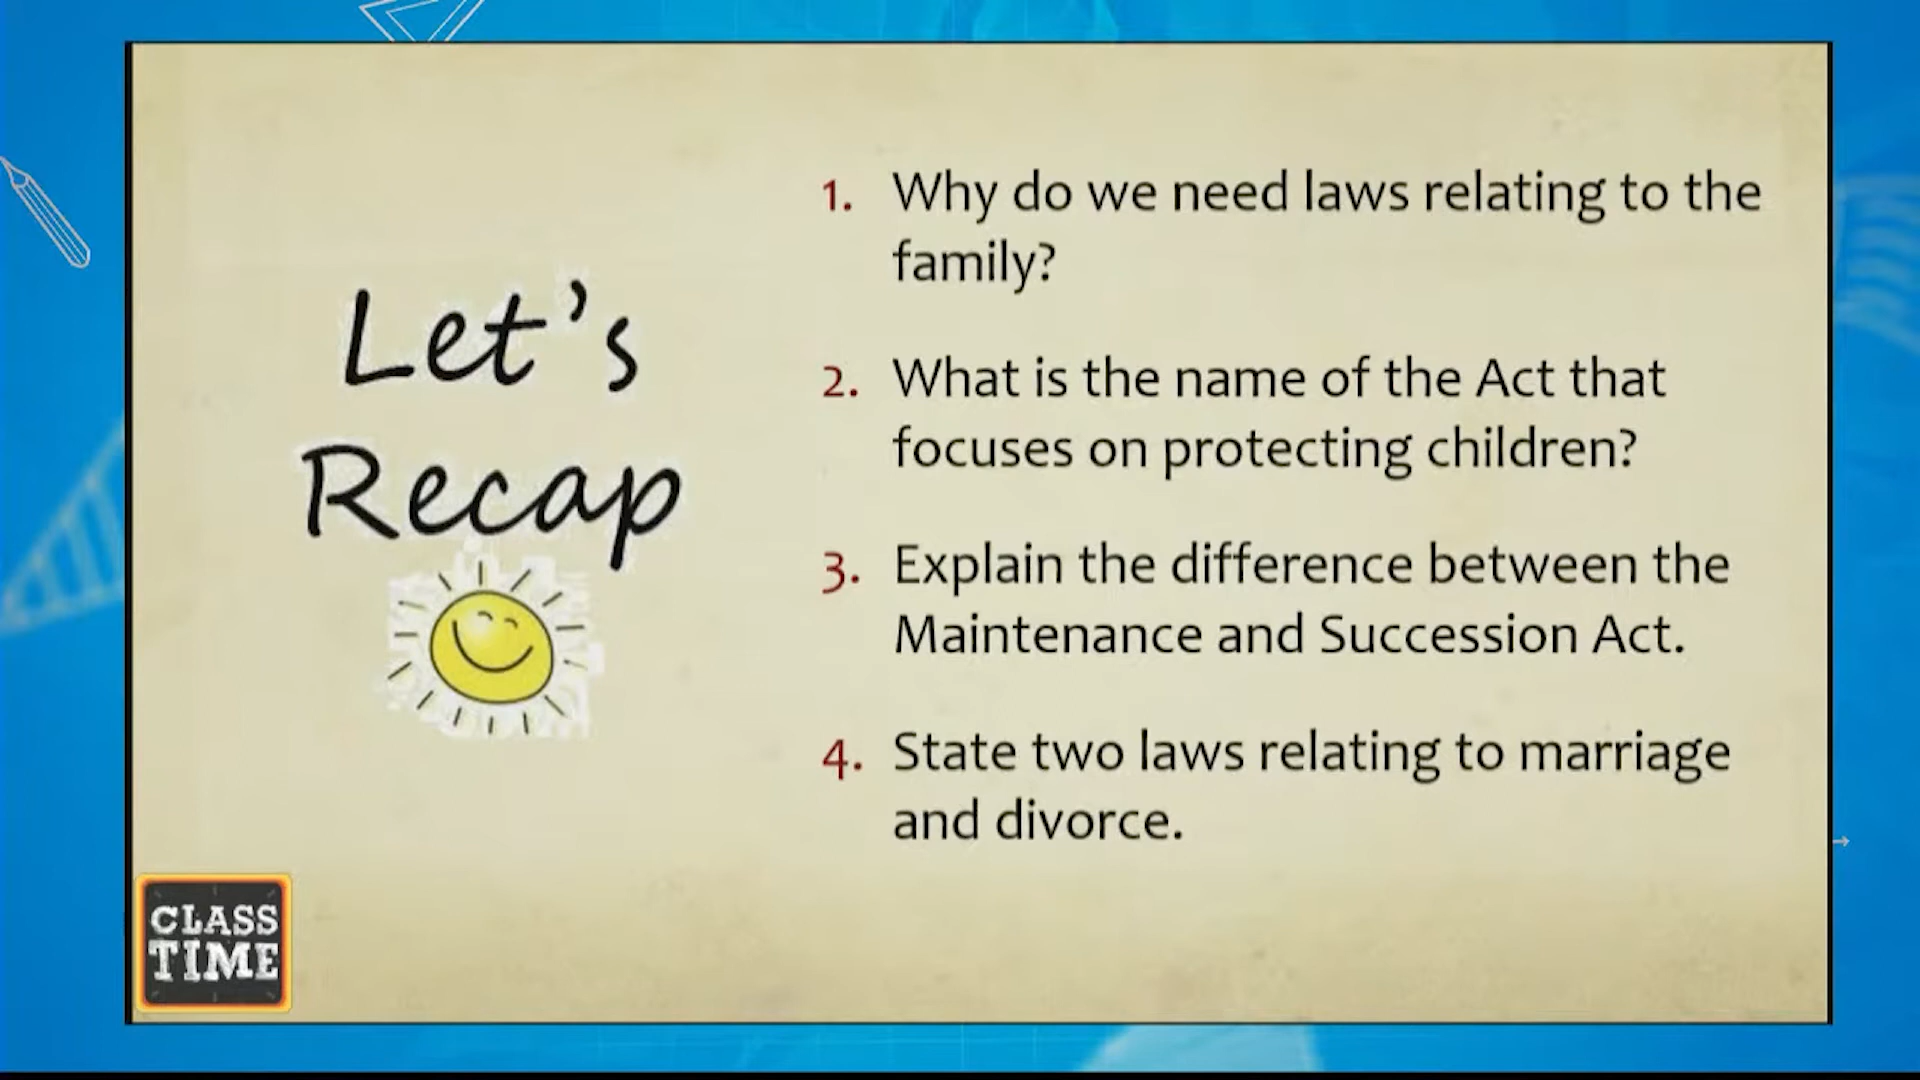 Let's
Recap
1. Why do we need laws relating to the
family?
2. What is the name of the Act that
focuses on protecting children?
3. Explain the difference between the
Maintenance and Succession Act.
4. State two laws relating to marriage
and divorce.
CLASS
TIME